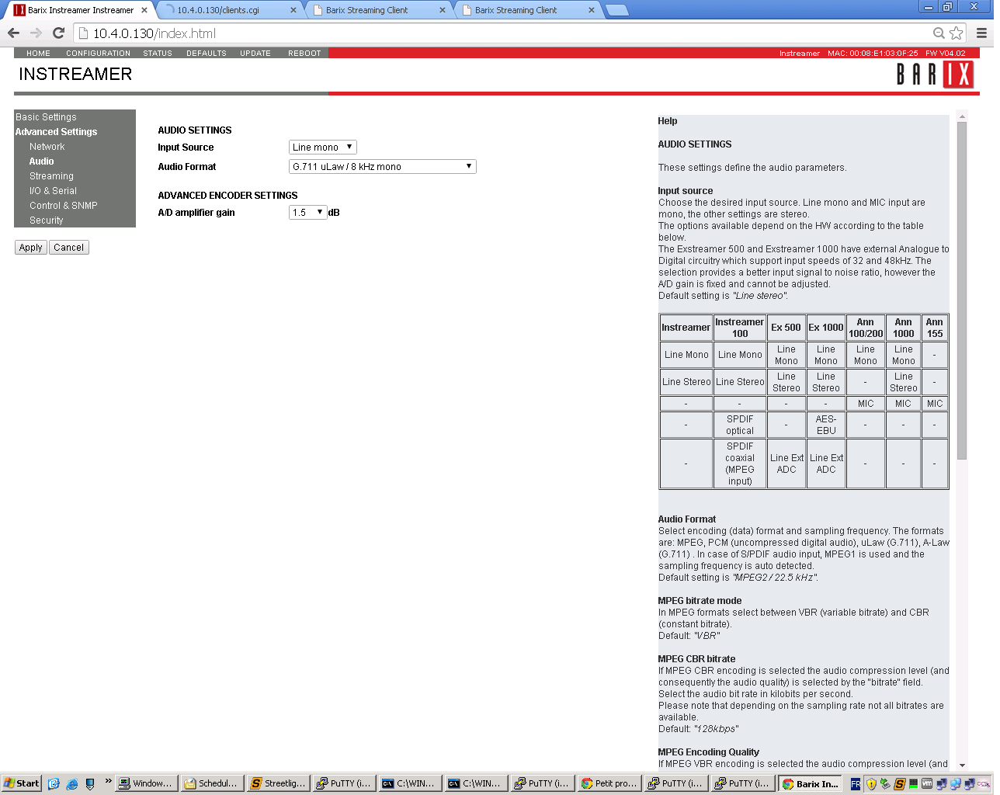 Barix Instreamer Instreamer
10.4.0.130/clients.cgi
Barix Streaming Client
Barix Streaming Client
10.4.0.130/index.html
HOME CONFIGURATION STATUS DEFAULTS UPDATE REBOOT
Instreamer MAC: 00:08:E1:03:0F:25 FW V04.02
INSTREAMER
BARIX
Basic Settings
Advanced Settings
Network
Audio
Streaming
I/O & Serial
Control & SNMP
Security
Apply Cancel
AUDIO SETTINGS
Input Source Line mono
Audio Format G.711 uLaw / 8 kHz mono
ADVANCED ENCODER SETTINGS
A/D amplifier gain 1.5 dB
Help
AUDIO SETTINGS
These settings define the audio parameters.
Input source
Choose the desired input source. Line mono and MIC input are
mono, the other settings are stereo.
The options available depend on the HW according to the table
below.
The Exstreamer 500 and Exstreamer 1000 have external Analogue to
Digital circuitry which support input speeds of 32 and 48kHz. The
selection provides a better input signal to noise ratio, however the
A/D gain is fixed and cannot be adjusted.
Default setting is "Line stereo".
Instreamer Instreamer 100 Ex 500 Ex 1000 Ann 100/200 Ann 1000 Ann 155
Line Mono Line Mono Line Mono Line Mono Line Mono Line Mono -
Line Stereo Line Stereo Line Stereo Line Stereo - Line Stereo -
- - - - MIC MIC MIC
- SPDIF optical - AES-EBU - - -
- SPDIF coaxial (MPEG input) Line Ext ADC Line Ext ADC - - -
Audio Format
Select encoding (data) format and sampling frequency. The formats
are: MPEG, PCM (uncompressed digital audio), uLaw (G.711), A-Law
(G.711) . In case of S/PDIF audio input, MPEG1 is used and the
sampling frequency is auto detected.
Default setting is "MPEG2 / 22.5 kHz".
MPEG bitrate mode
In MPEG formats select between VBR (variable bitrate) and CBR
(constant bitrate).
Default: "VBR"
MPEG CBR bitrate
If MPEG CBR encoding is selected the audio compression level (and
consequently the audio quality) is selected by the "bitrate" field.
Select the audio bit rate in kilobits per second.
Please note that depending on the sampling rate not all bitrates are
available.
Default: "128kbps"
MPEG Encoding Quality
If MPEG VBR encoding is selected the audio compression level (and
Start » Window... Schedul... Streetlig... PuTTY (i... C:\WIN... C:\WIN... PuTTY (i... Petit pro... PuTTY (i... PuTTY (i... Barix In... FR